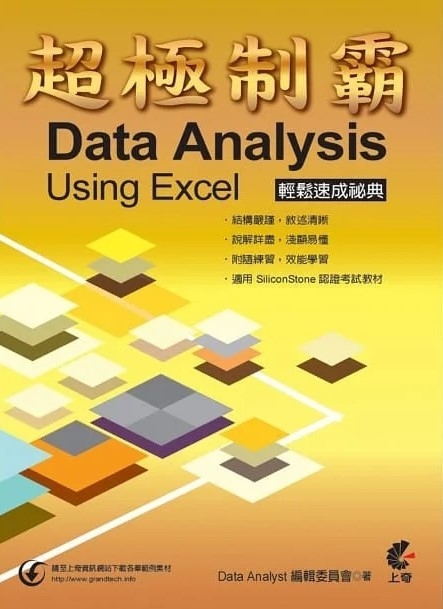 超極制霸
Data Analysis
Using Excel 輕鬆速成祕典
·結構嚴謹，敘述清晰
·說解詳盡，淺顯易懂
·附隨練習，效能學習
·適用 SiliconStone 認證考試教材
請至上奇資訊網站下載各章範例素材
http://www.grandtech.info
Data Analyst 編輯委員會◎著
上奇